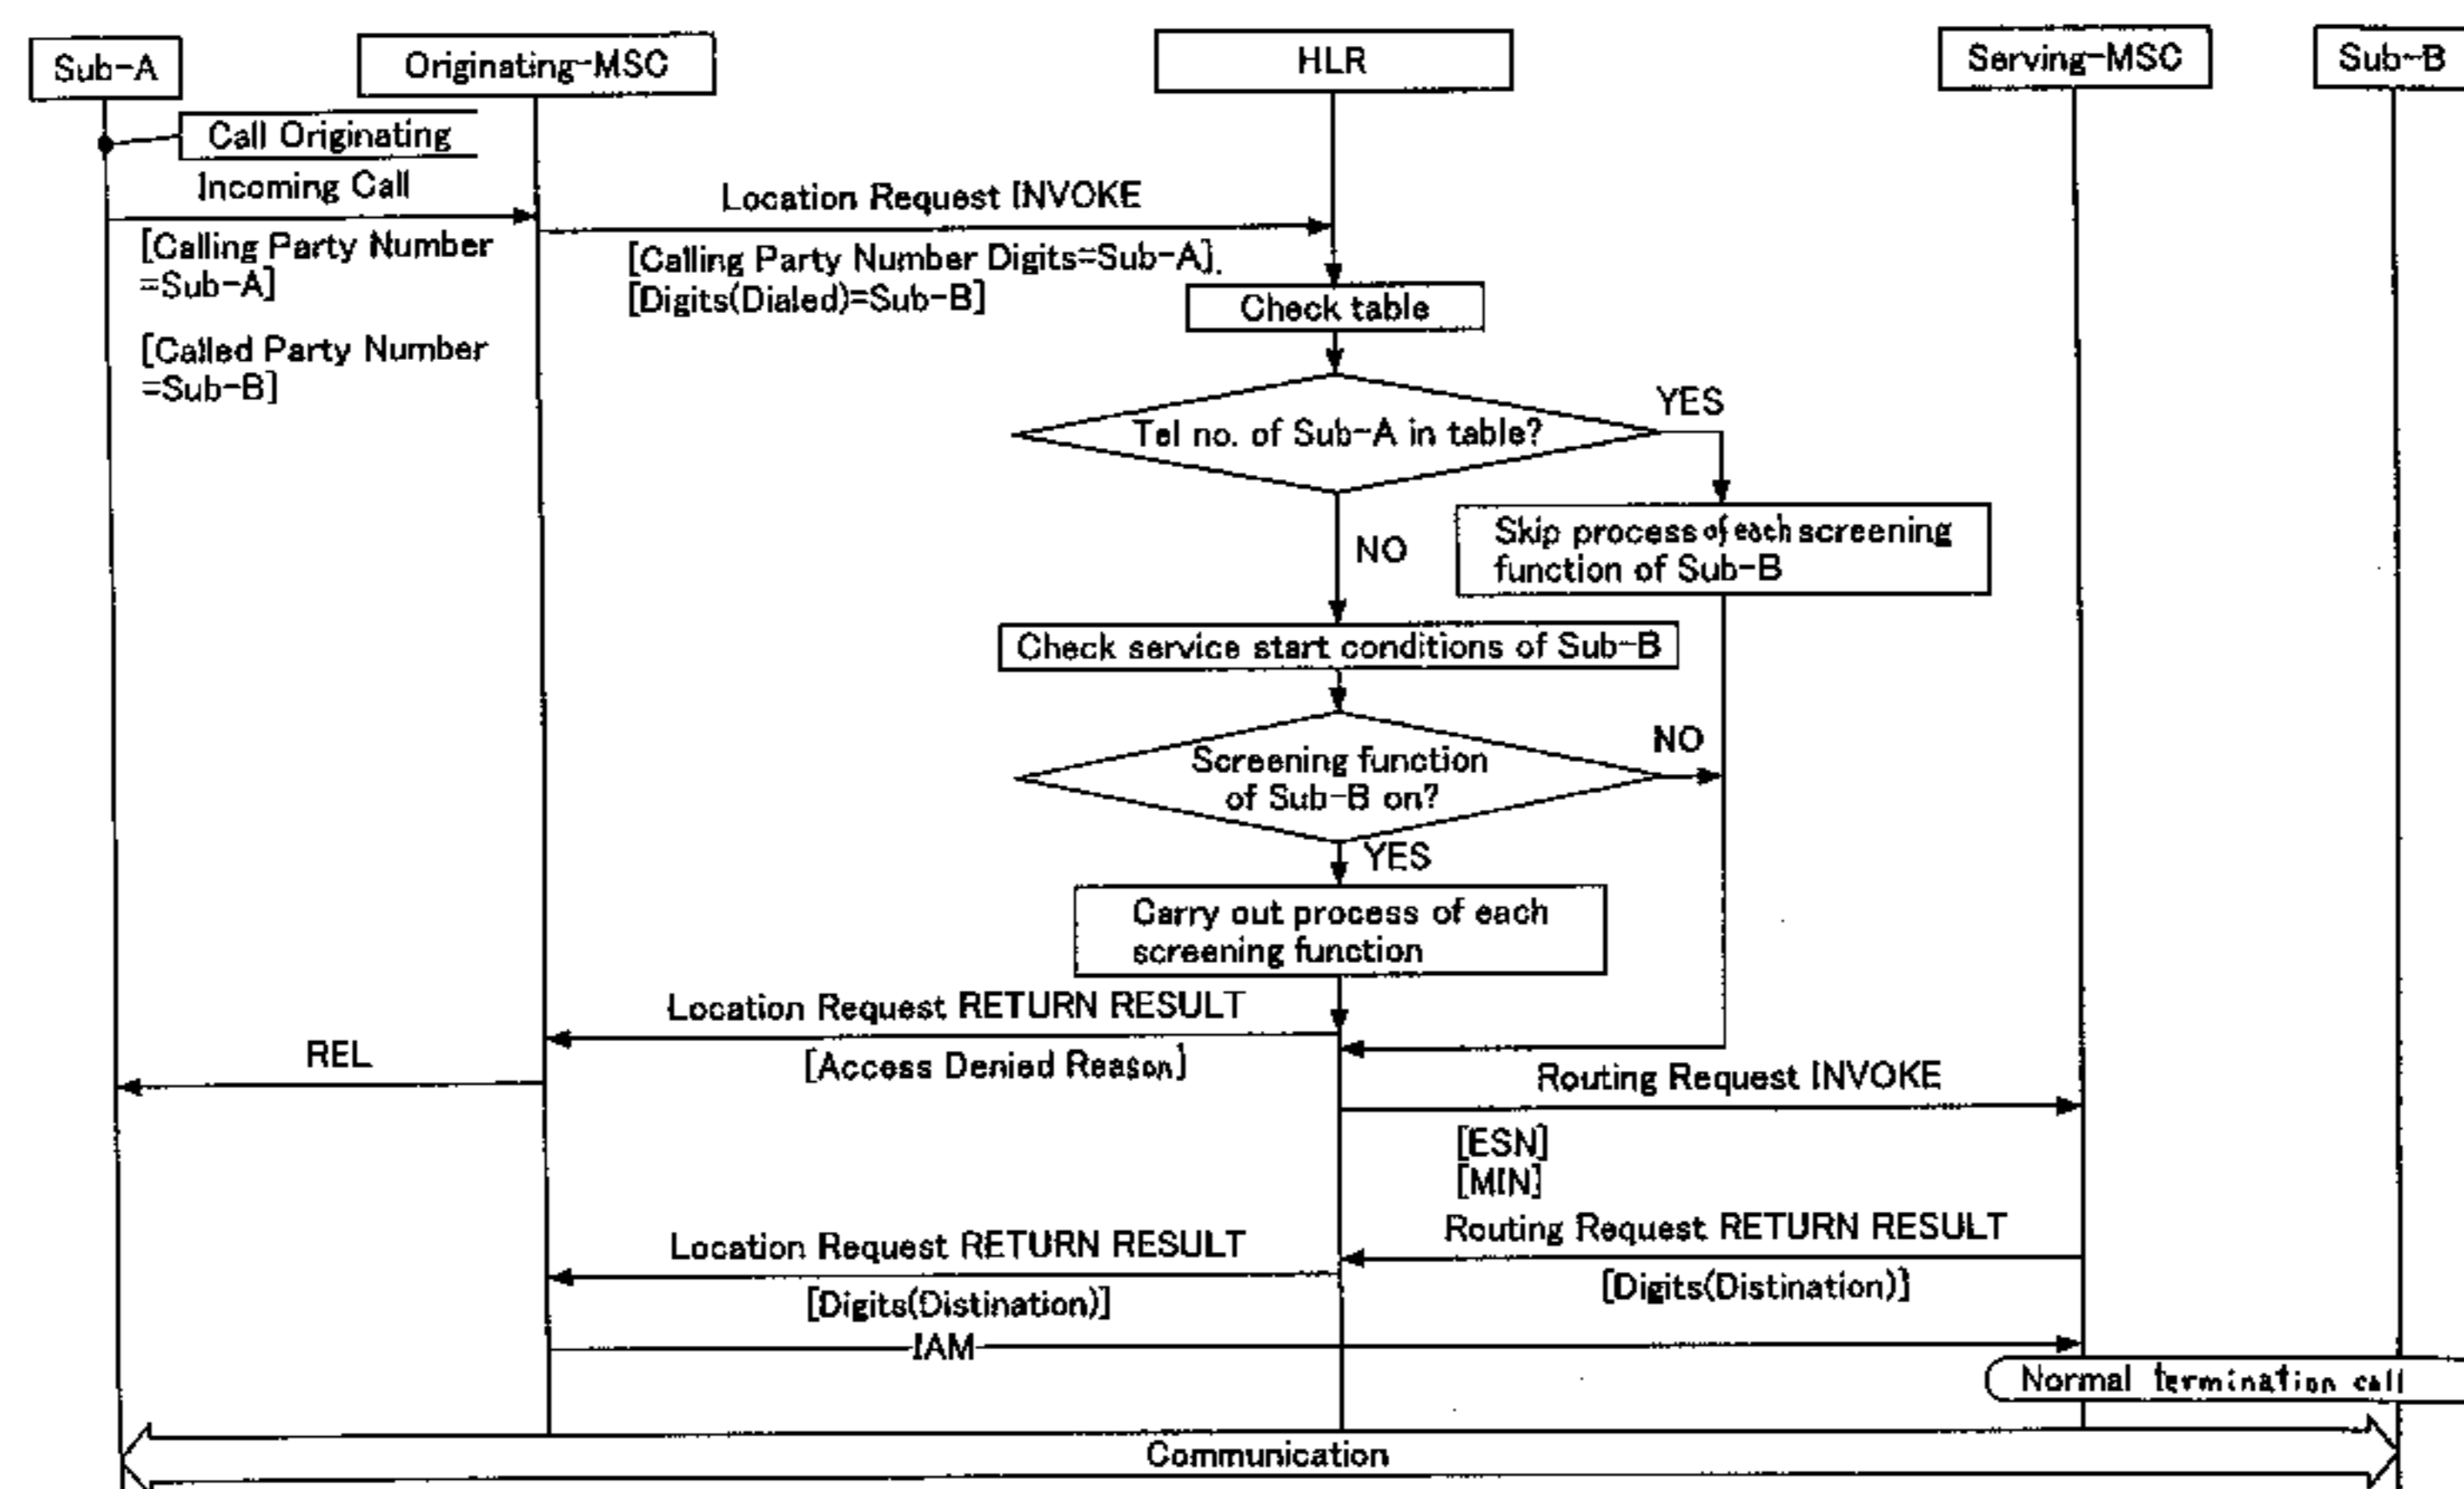 Sub-A
Originating-MSC
HLR
Serving-MSC
Sub-B
Call Originating
Incoming Call
Location Request INVOKE
[Calling Party Number
=Sub-A]
[Calling Party Number Digits=Sub-A].
[Digits(Dialed)=Sub-B]
Check table
[Called Party Number
=Sub-B]
Tel no. of Sub-A in table?
YES
NO
Skip process of each screening
function of Sub-B
Check service start conditions of Sub-B
Screening function
of Sub-B on?
NO
YES
Carry out process of each
screening function
Location Request RETURN RESULT
[Access Denied Reason]
REL
Routing Request INVOKE
[ESN]
[MIN]
Routing Request RETURN RESULT
[Digits(Distination)]
Location Request RETURN RESULT
[Digits(Distination)]
IAM
Normal termination call
Communication